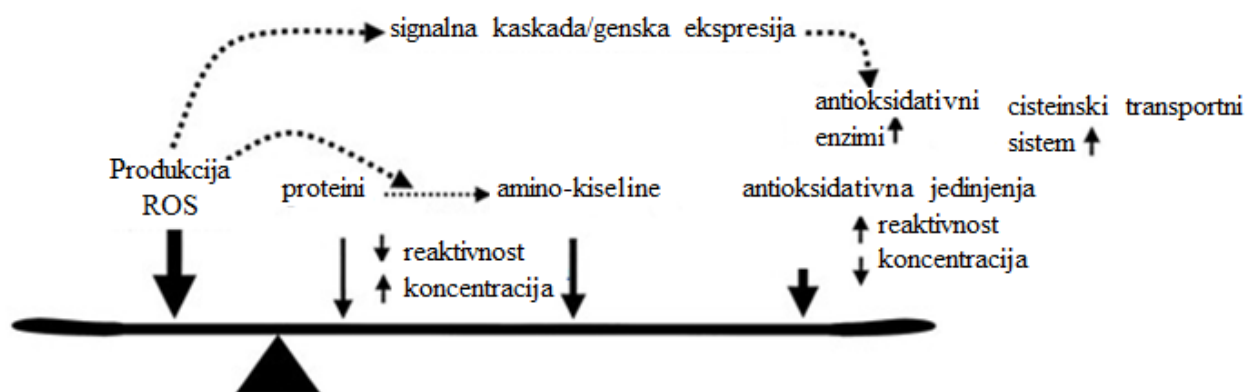 signalna kaskada/genska ekspresija
antioksidativni
enzimi
cisteinski transportni
sistem
Produkcija
ROS
proteini
amino-kiseline
antioksidativna jedinjenja
reaktivnost
koncentracija
reaktivnost
koncentracija